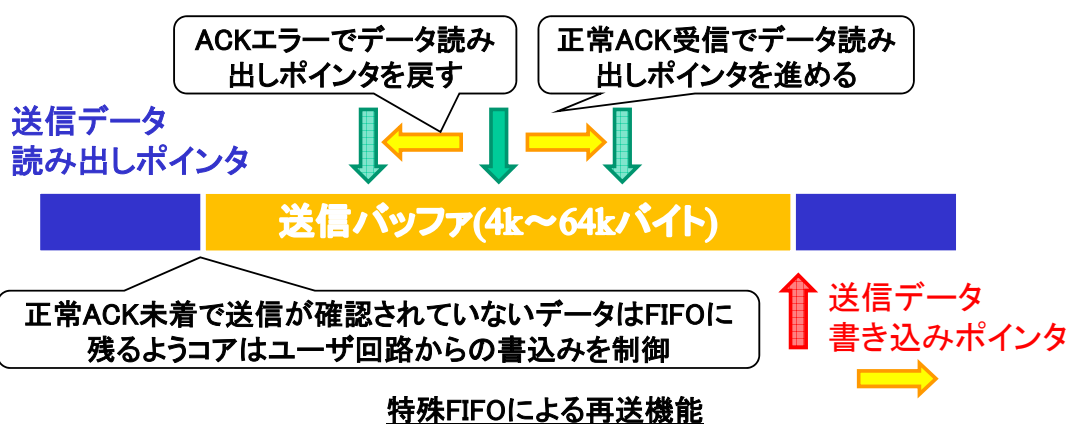 ACKエラーでデータ読み
出しポインタを戻す
正常ACK受信でデータ読み
出しポインタを進める
送信データ
読み出しポインタ
送信バッファ(4k～64kバイト)
正常ACK未着で送信が確認されていないデータはFIFOに
残るようコアはユーザ回路からの書込みを制御
送信データ
書き込みポインタ
特殊FIFOによる再送機能